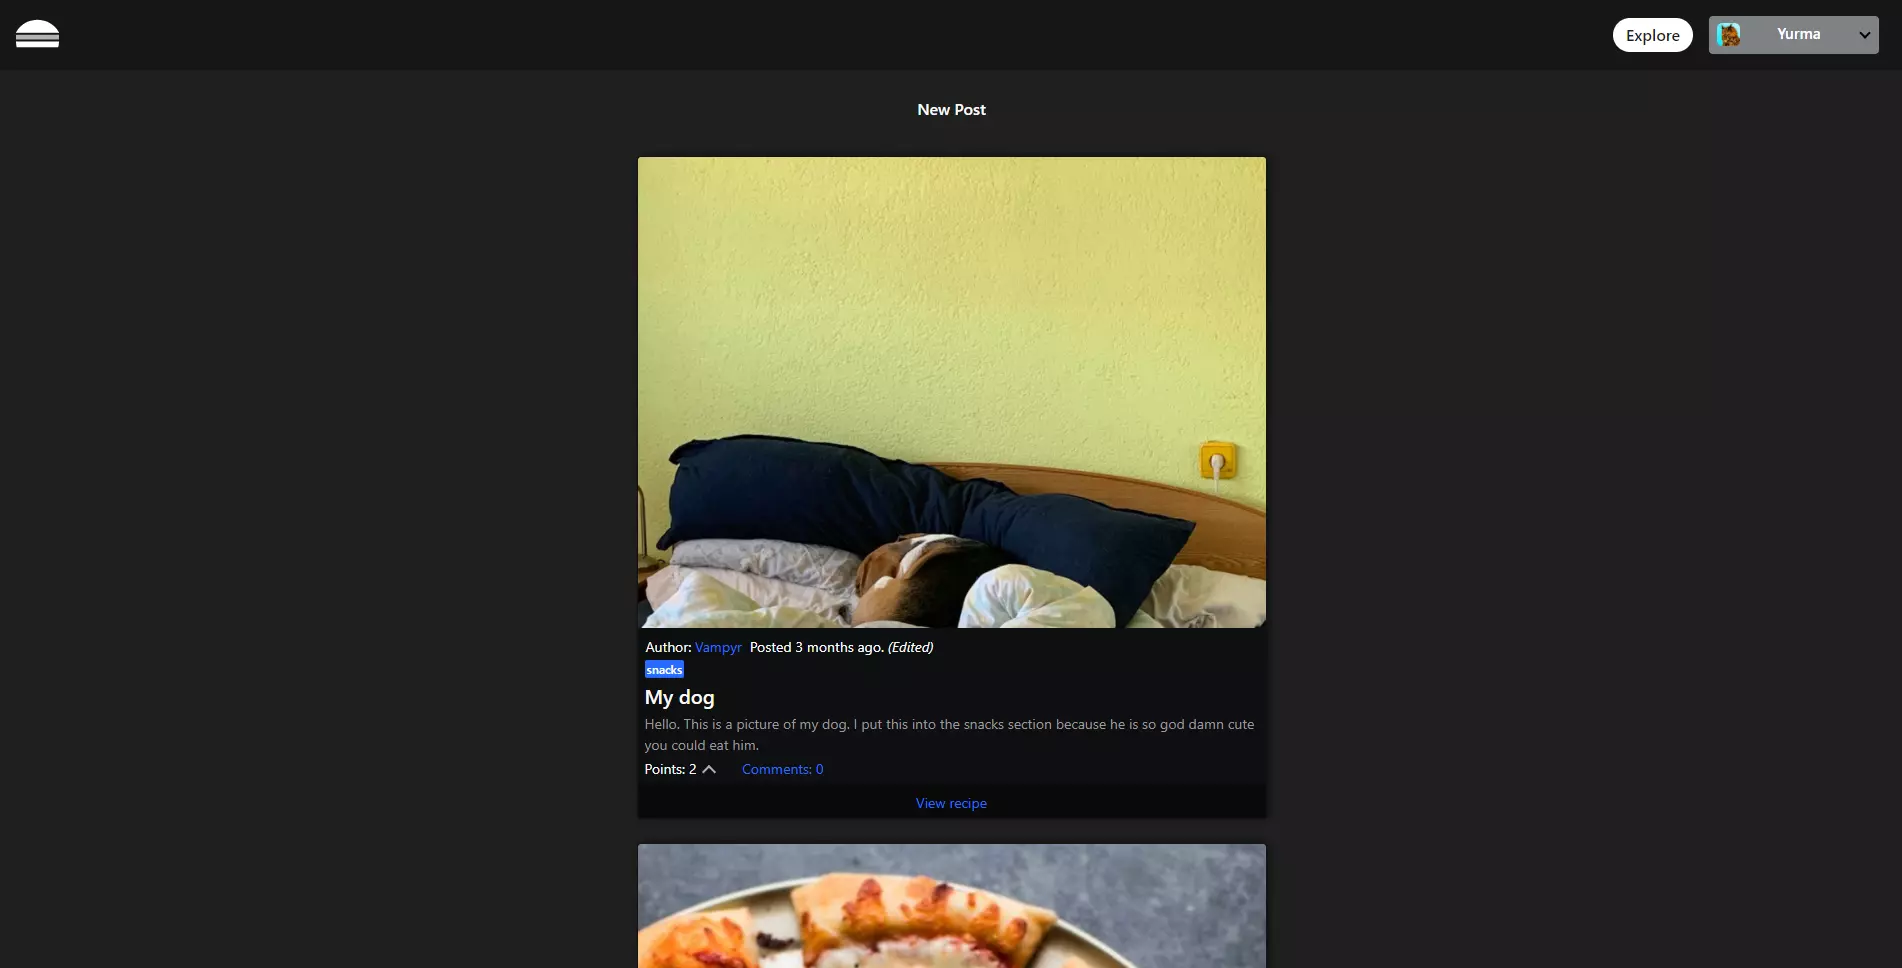 Explore
Yurma
New Post
Author: Vampyr Posted 3 months ago. (Edited)
snacks
My dog
Hello. This is a picture of my dog. I put this into the snacks section because he is so god damn cute
you could eat him.
Points: 2
Comments: 0
View recipe